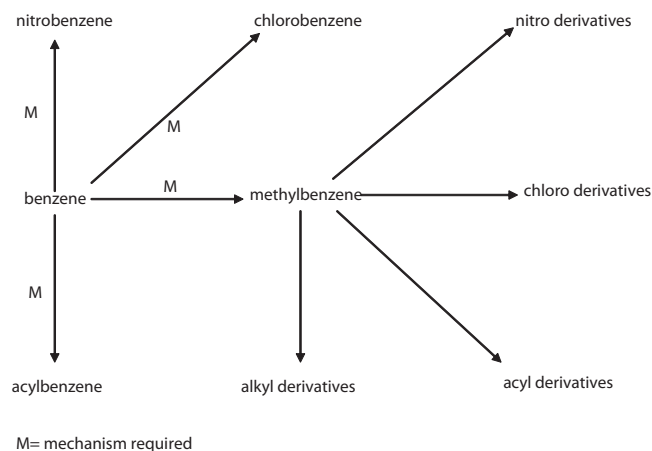 nitrobenzene
chlorobenzene
nitro derivatives
M
M
M
benzene
methylbenzene
chloro derivatives
M
acylbenzene
alkyl derivatives
acyl derivatives
M= mechanism required